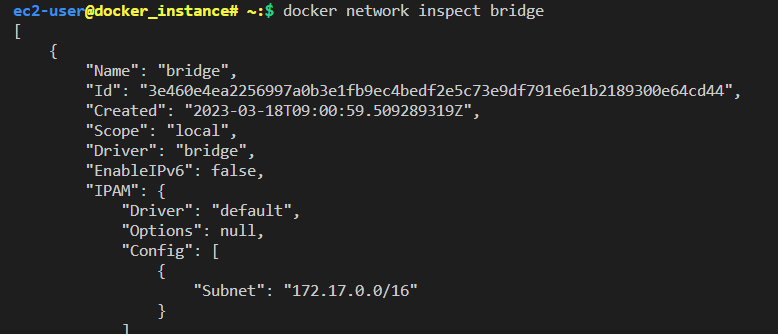 ec2-user@docker_instance# ~:$ docker network inspect bridge
[
    {
        "Name": "bridge",
        "Id": "3e460e4ea2256997a0b3e1fb9ec4bedf2e5c73e9df791e6e1b2189300e64cd44",
        "Created": "2023-03-18T09:00:59.509289319Z",
        "Scope": "local",
        "Driver": "bridge",
        "EnableIPv6": false,
        "IPAM": {
            "Driver": "default",
            "Options": null,
            "Config": [
                {
                    "Subnet": "172.17.0.0/16"
                }
            ]